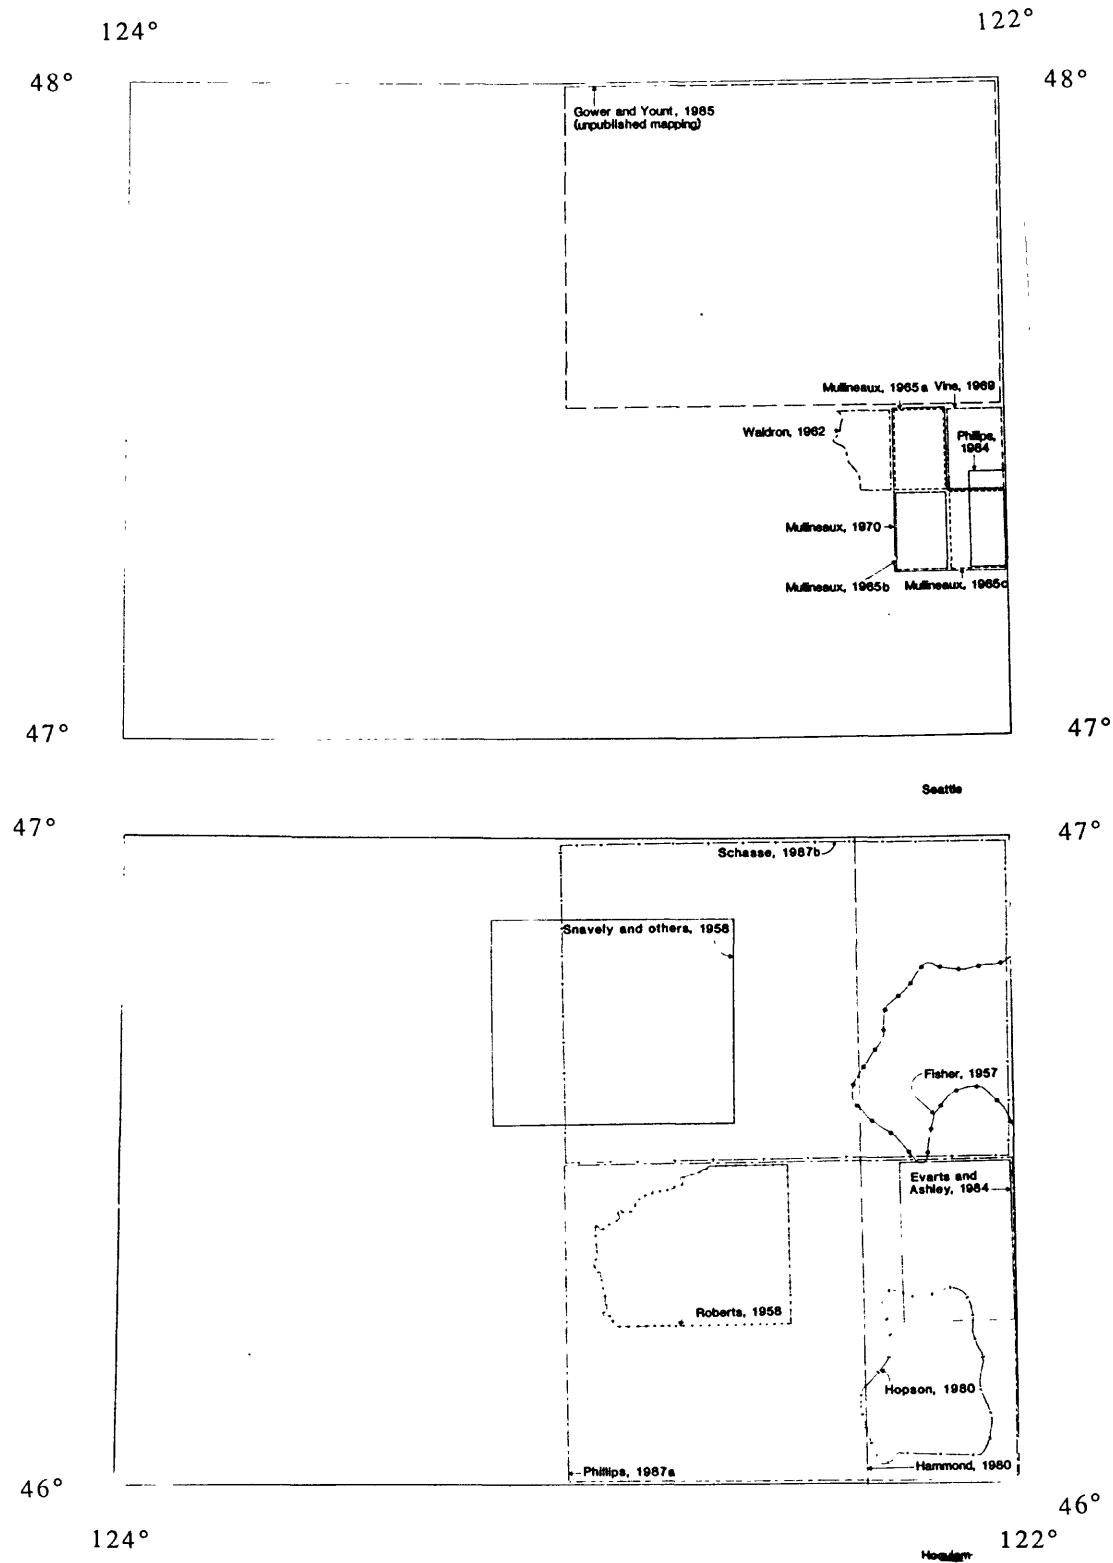 124°
122°
48°
48°
Gower and Yount, 1985
(unpublished mapping)
Mullineaux, 1965a
Vine, 1969
Waldron, 1962
Phillips,
1984
Mullineaux, 1970
Mullineaux, 1965b
Mullineaux, 1965c
47°
47°
Seattle
47°
47°
Schasse, 1987b
Snavely and others, 1958
Fisher, 1957
Evarts and
Ashley, 1984
Roberts, 1958
Hopson, 1980
Hammond, 1980
Phillips, 1987a
46°
46°
124°
122°
Hoquiam